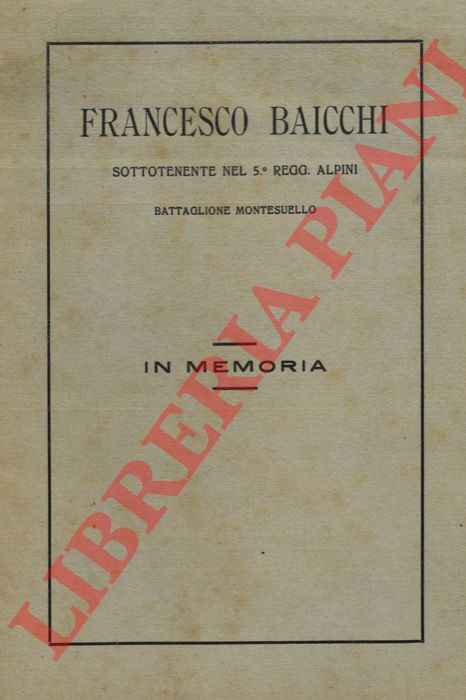 FRANCESCO BAICCHI
SOTTOTENENTE NEL 5.º REGG. ALPINI
BATTAGLIONE MONTESUELLO
IN MEMORIA
LIBRERIA PIANI